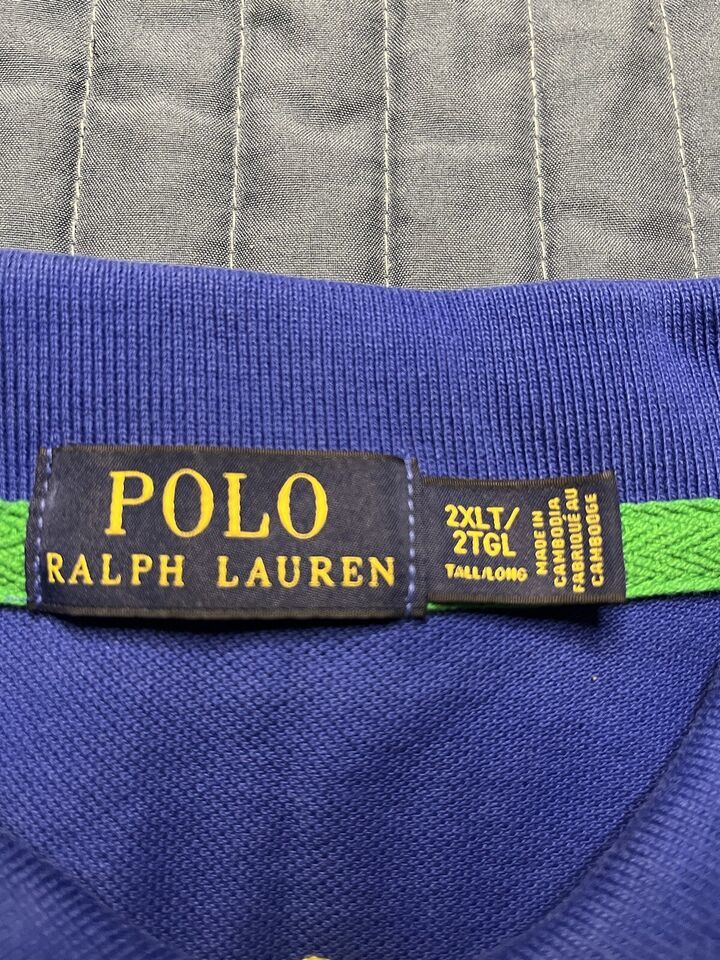 POLO
RALPH LAUREN
2XLT/
2TGL
TALL/LONG
MADE IN
CAMBODIA
FABRIQUÉ AU
CAMBODGE